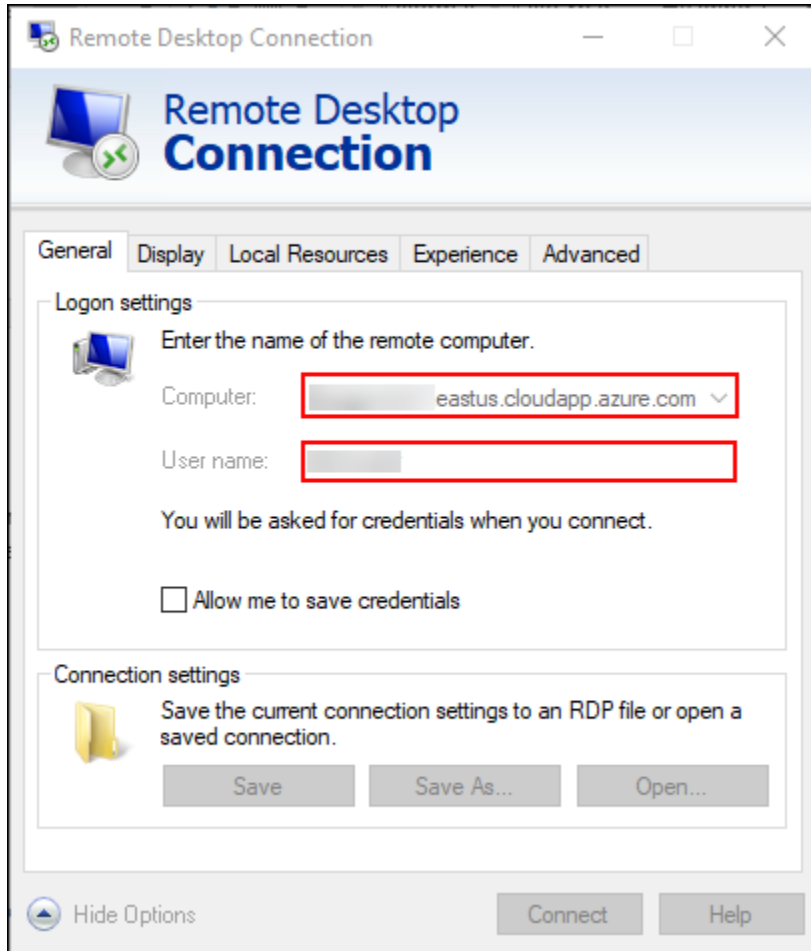 Remote Desktop Connection
Remote Desktop
Connection
General Display Local Resources Experience Advanced
Logon settings
Enter the name of the remote computer.
Computer: eastus.cloudapp.azure.com
User name:
You will be asked for credentials when you connect.
Allow me to save credentials
Connection settings
Save the current connection settings to an RDP file or open a
saved connection.
Save Save As... Open...
Hide Options Connect Help